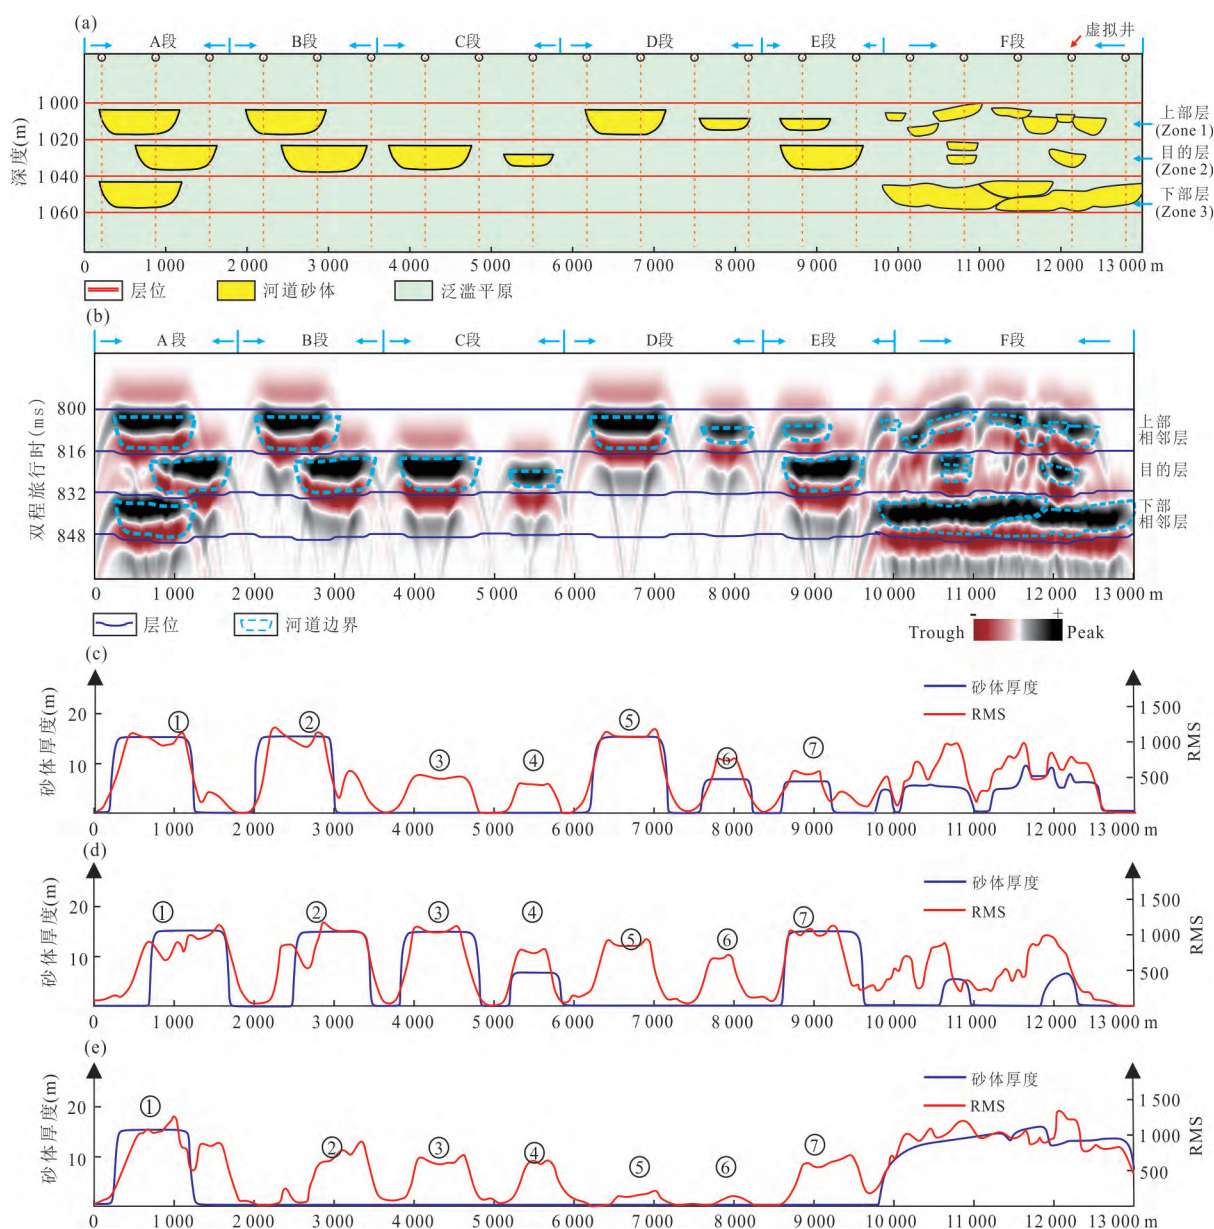 (a)
A段 B段 C段 D段 E段 F段 虚拟井
深度(m)
1 000
1 020
1 040
1 060
上部层
(Zone 1)
目的层
(Zone 2)
下部层
(Zone 3)
0 1 000 2 000 3 000 4 000 5 000 6 000 7 000 8 000 9 000 10 000 11 000 12 000 13 000 m
层位 河道砂体 泛滥平原
(b)
A段 B段 C段 D段 E段 F段
双程旅行时(ms)
800
816
832
848
上部
相邻层
目的层
下部
相邻层
0 1 000 2 000 3 000 4 000 5 000 6 000 7 000 8 000 9 000 10 000 11 000 12 000 13 000 m
层位 河道边界
- +
Trough Peak
(c)
砂体厚度(m)
20
10
① ② ③ ④ ⑤ ⑥ ⑦
砂体厚度
RMS
1 500
1 000
500
RMS
0 1 000 2 000 3 000 4 000 5 000 6 000 7 000 8 000 9 000 10 000 11 000 12 000 13 000 m
(d)
砂体厚度(m)
20
10
① ② ③ ④ ⑤ ⑥ ⑦
砂体厚度
RMS
1 500
1 000
500
RMS
0 1 000 2 000 3 000 4 000 5 000 6 000 7 000 8 000 9 000 10 000 11 000 12 000 13 000 m
(e)
砂体厚度(m)
20
10
① ② ③ ④ ⑤ ⑥ ⑦
砂体厚度
RMS
1 500
1 000
500
RMS
0 1 000 2 000 3 000 4 000 5 000 6 000 7 000 8 000 9 000 10 000 11 000 12 000 13 000 m